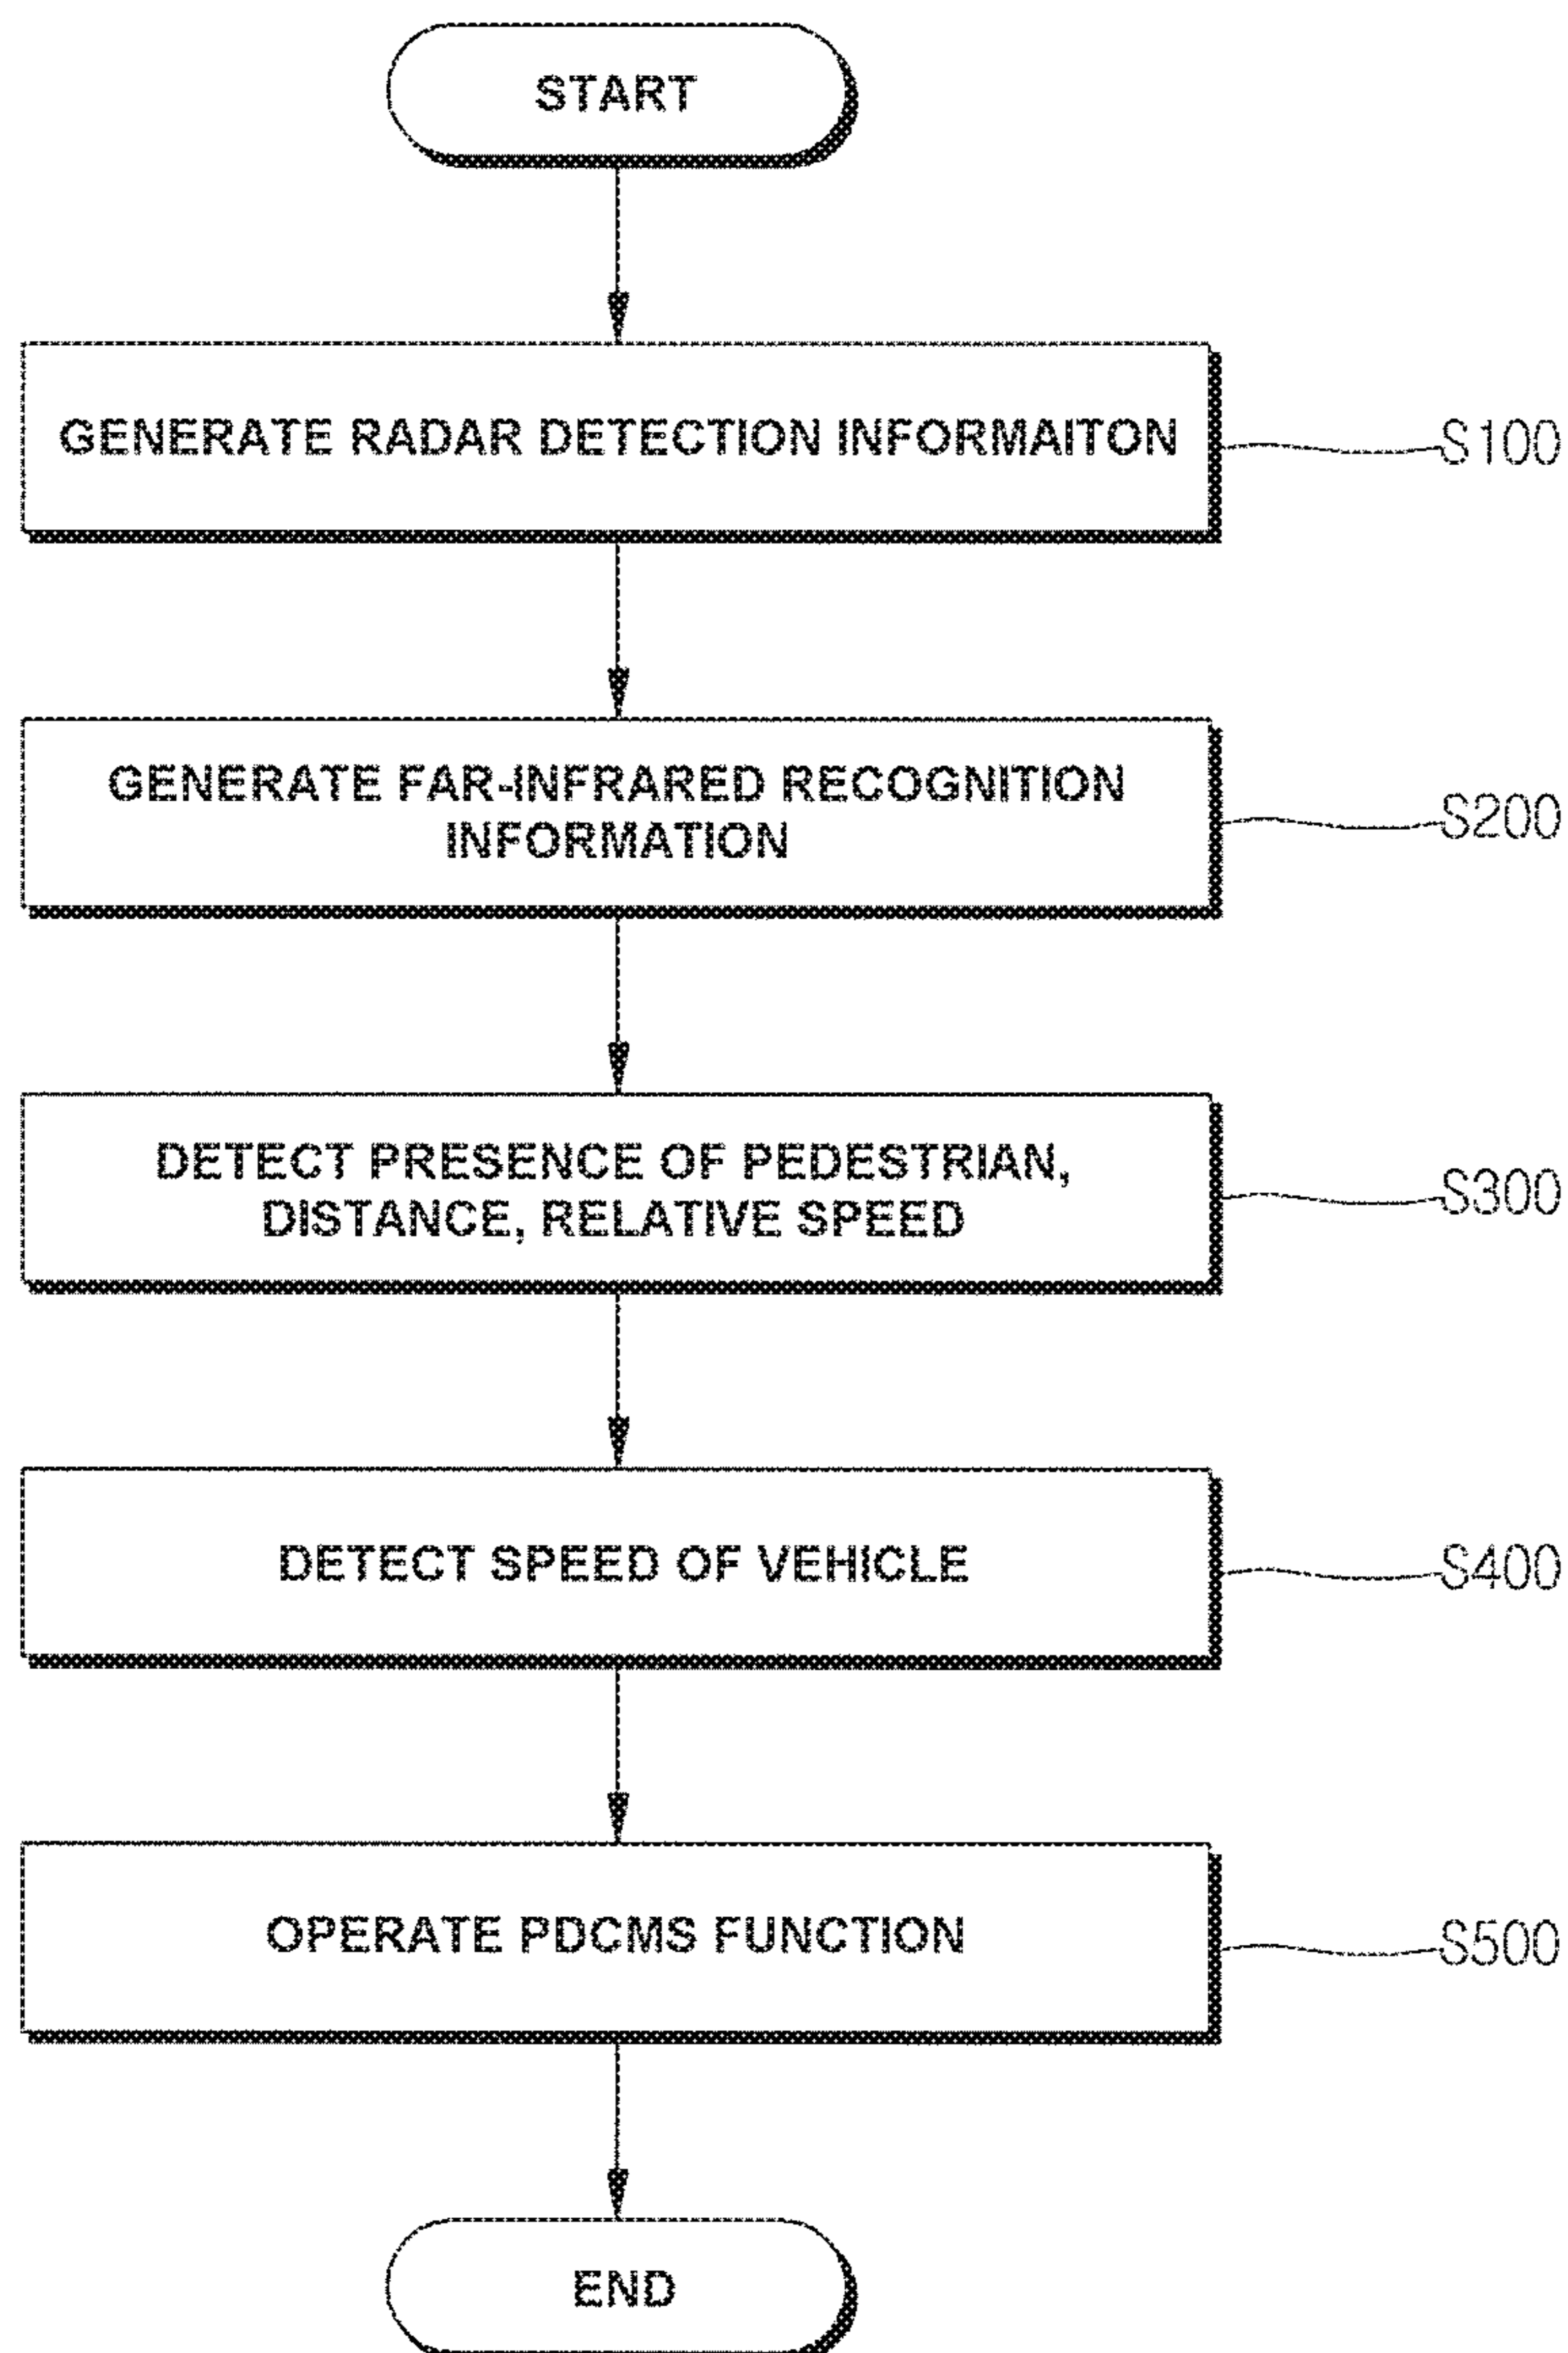 START
GENERATE RADAR DETECTION INFORMAITON
S100
GENERATE FAR-INFRARED RECOGNITION
INFORMATION
S200
DETECT PRESENCE OF PEDESTRIAN,
DISTANCE, RELATIVE SPEED
S300
DETECT SPEED OF VEHICLE
S400
OPERATE PDCMS FUNCTION
S500
END